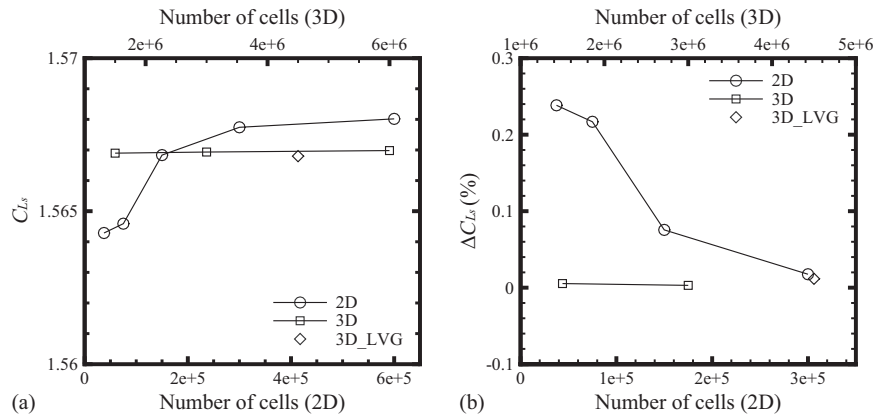 Number of cells (3D)
2e+6 4e+6 6e+6
1.57
1.565
1.56
C_Ls
2D
3D
3D_LVG
0 2e+5 4e+5 6e+5
(a) Number of cells (2D)
Number of cells (3D)
1e+6 2e+6 3e+6 4e+6 5e+6
0.3
0.2
0.1
0
-0.1
ΔC_Ls (%)
2D
3D
3D_LVG
0 1e+5 2e+5 3e+5
(b) Number of cells (2D)